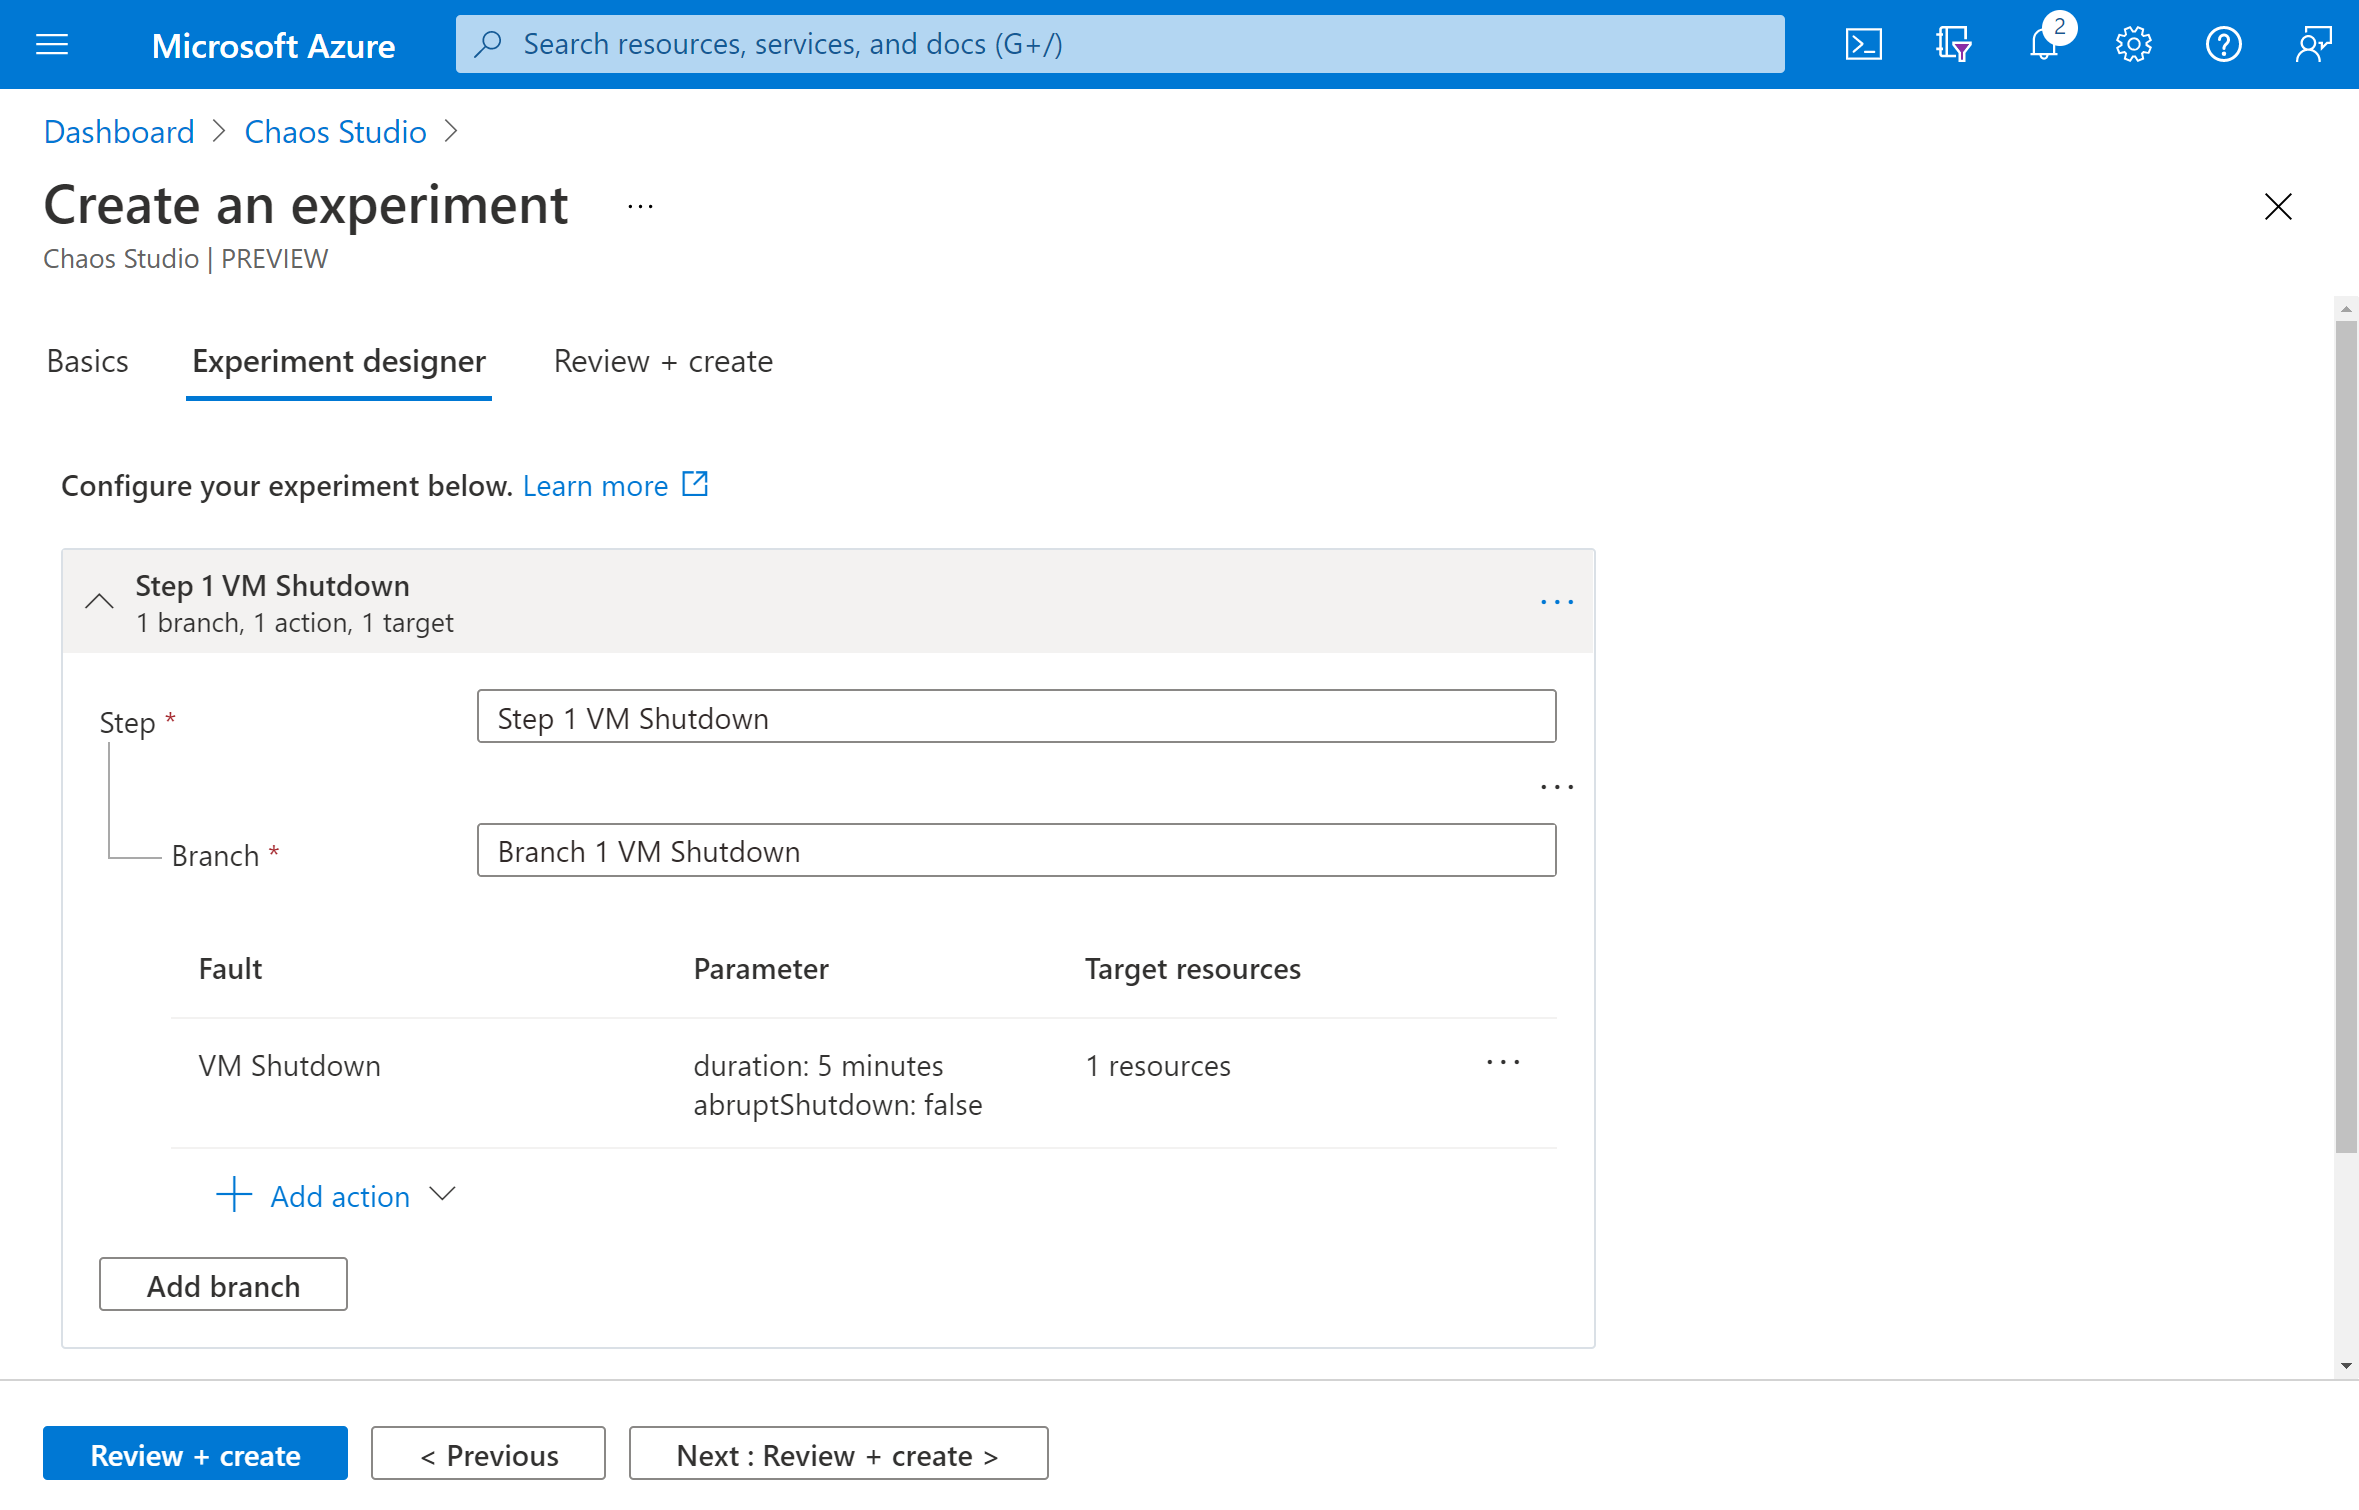 Microsoft Azure
Search resources, services, and docs (G+/)
2
Dashboard > Chaos Studio >
Create an experiment ...
Chaos Studio | PREVIEW
Basics Experiment designer Review + create
Configure your experiment below. Learn more
Step 1 VM Shutdown
1 branch, 1 action, 1 target
Step * Step 1 VM Shutdown
Branch * Branch 1 VM Shutdown
Fault Parameter Target resources
VM Shutdown duration: 5 minutes 1 resources
abruptShutdown: false
Add action
Add branch
Review + create < Previous Next : Review + create >